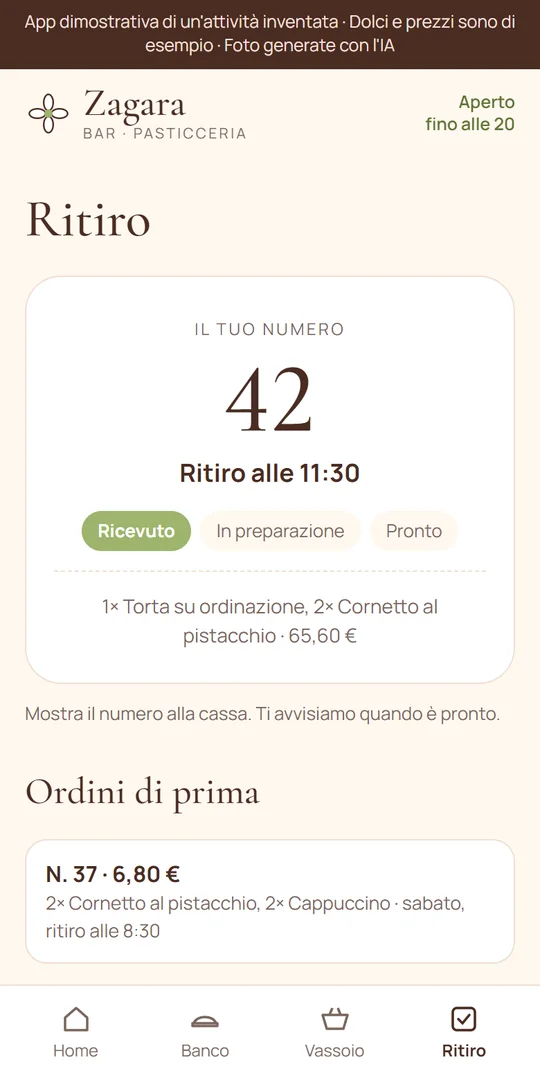 App dimostrativa di un'attività inventata · Dolci e prezzi sono di
esempio · Foto generate con l'IA
Zagara
BAR · PASTICCERIA
Aperto
fino alle 20
Ritiro
IL TUO NUMERO
42
Ritiro alle 11:30
Ricevuto
In preparazione
Pronto
1× Torta su ordinazione, 2× Cornetto al
pistacchio · 65,60 €
Mostra il numero alla cassa. Ti avvisiamo quando è pronto.
Ordini di prima
N. 37 · 6,80 €
2× Cornetto al pistacchio, 2× Cappuccino · sabato,
ritiro alle 8:30
Home
Banco
Vassoio
Ritiro